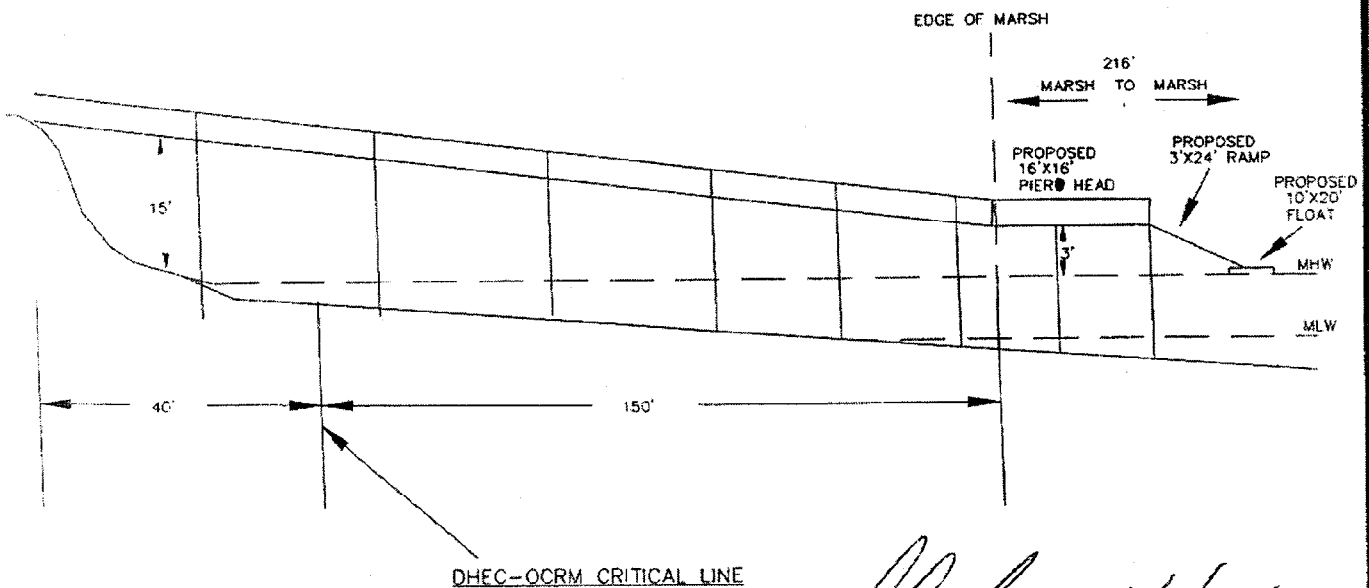 EDGE OF MARSH
216'
MARSH TO MARSH
PROPOSED
16'X16'
PIER HEAD
PROPOSED
3'X24' RAMP
PROPOSED
10'X20'
FLOAT
15'
3'
MHW
MLW
40'
150'
DHEC-OCRM CRITICAL LINE